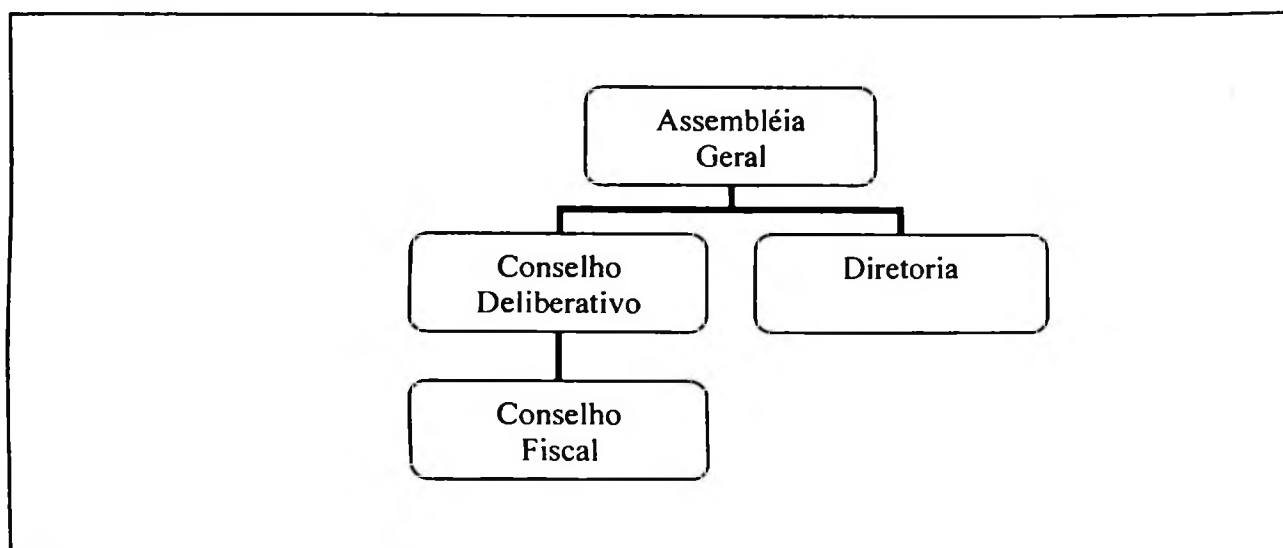 Assembléia
Geral
Conselho
Deliberativo
Diretoria
Conselho
Fiscal